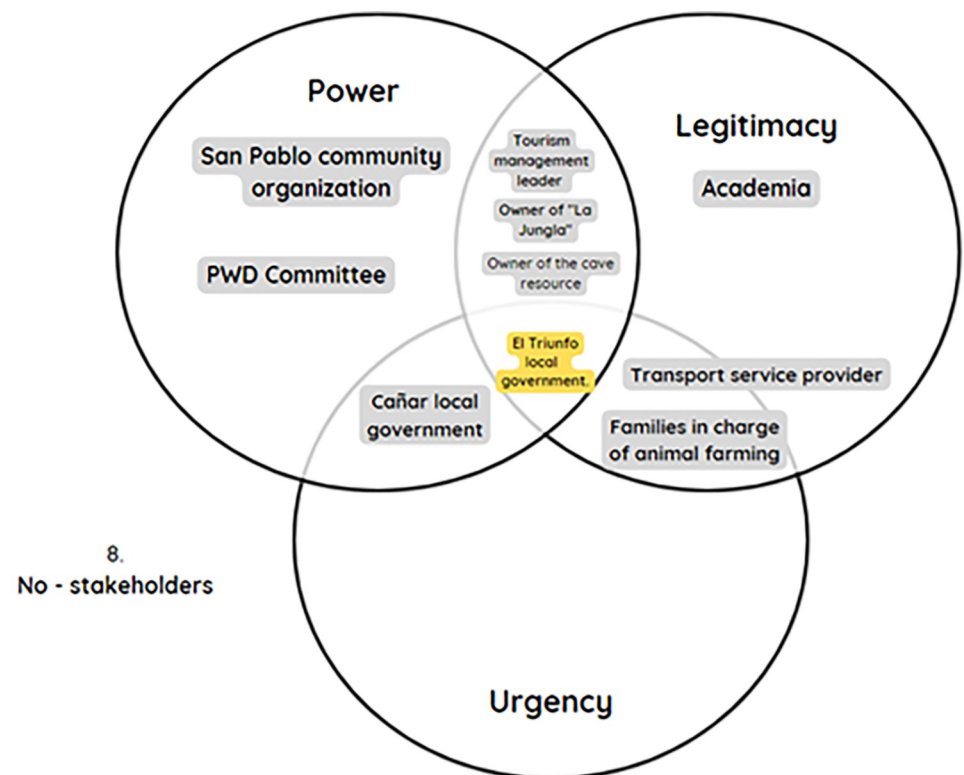 Power
San Pablo community
organization
PWD Committee
Tourism
management
leader
Owner of "La
Jungla"
Owner of the cave
resource
Legitimacy
Academia
El Triunfo
local
government.
Cañar local
government
Transport service provider
Families in charge
of animal farming
8.
No - stakeholders
Urgency